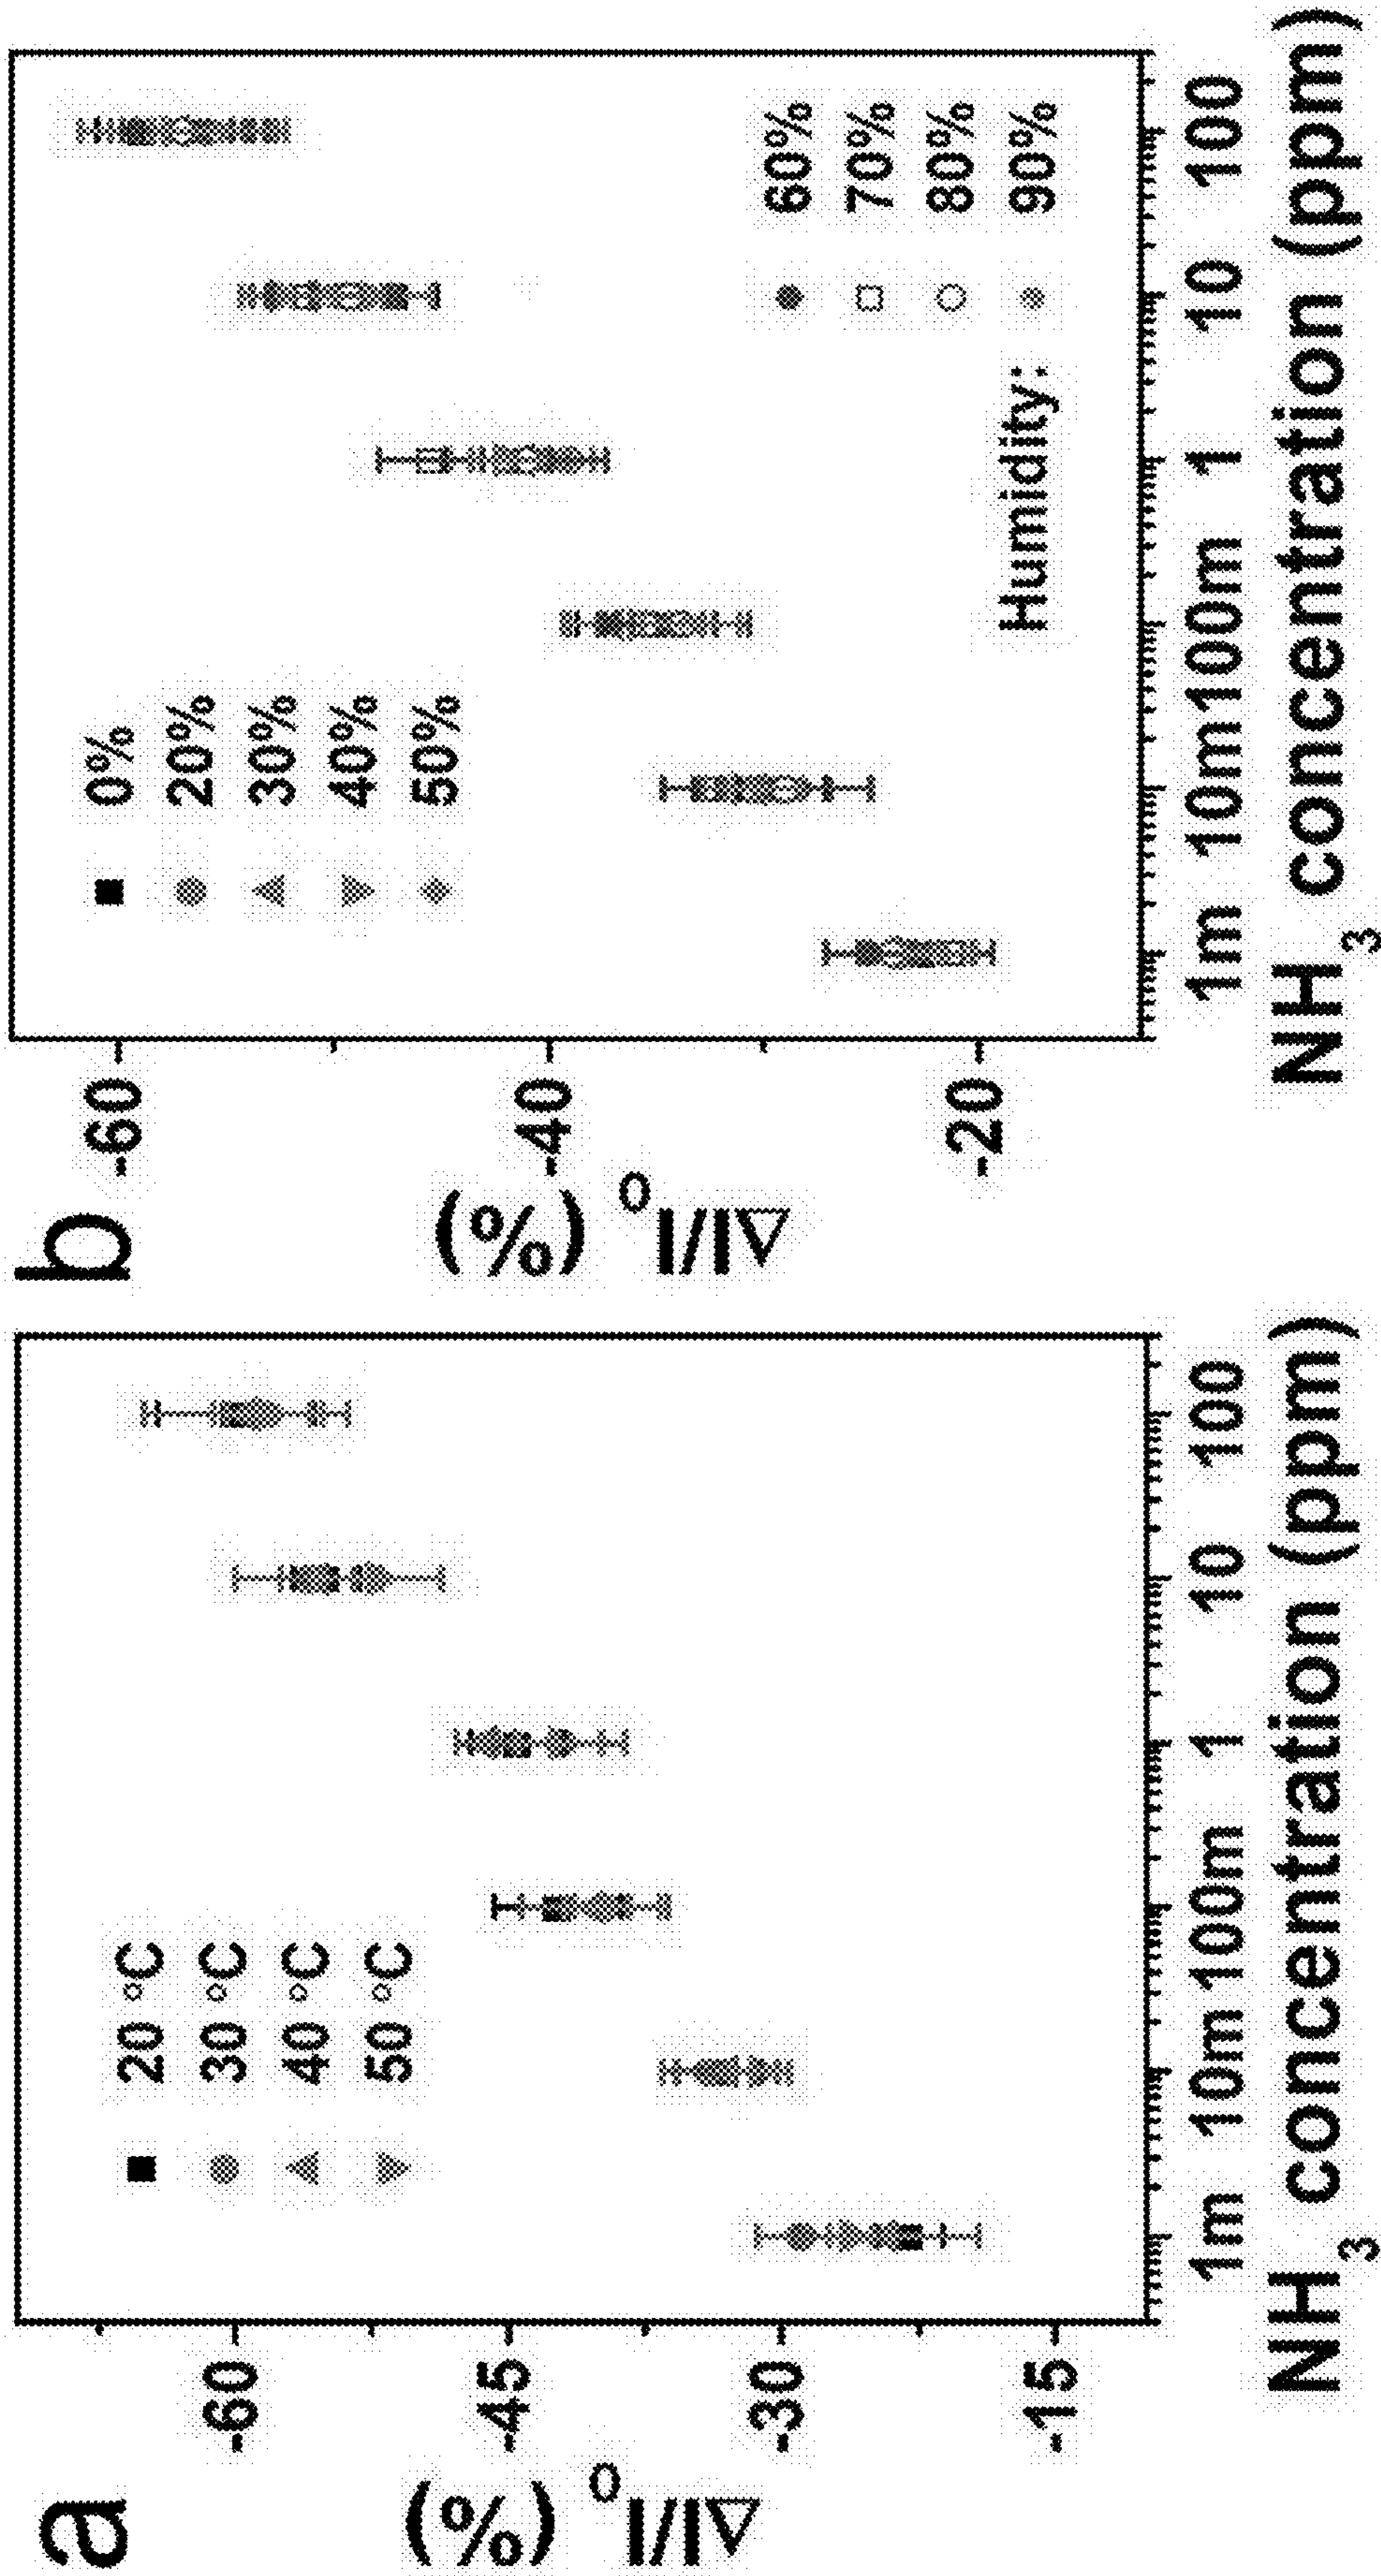 a
ΔI/I₀ (%)
-60
-45
-30
-15
20 °C
30 °C
40 °C
50 °C
1m 10m 100m 1 10 100
NH₃ concentration (ppm)
b
ΔI/I₀ (%)
-60
-40
-20
0%
20%
30%
40%
50%
Humidity:
60%
70%
80%
90%
1m 10m 100m 1 10 100
NH₃ concentration (ppm)